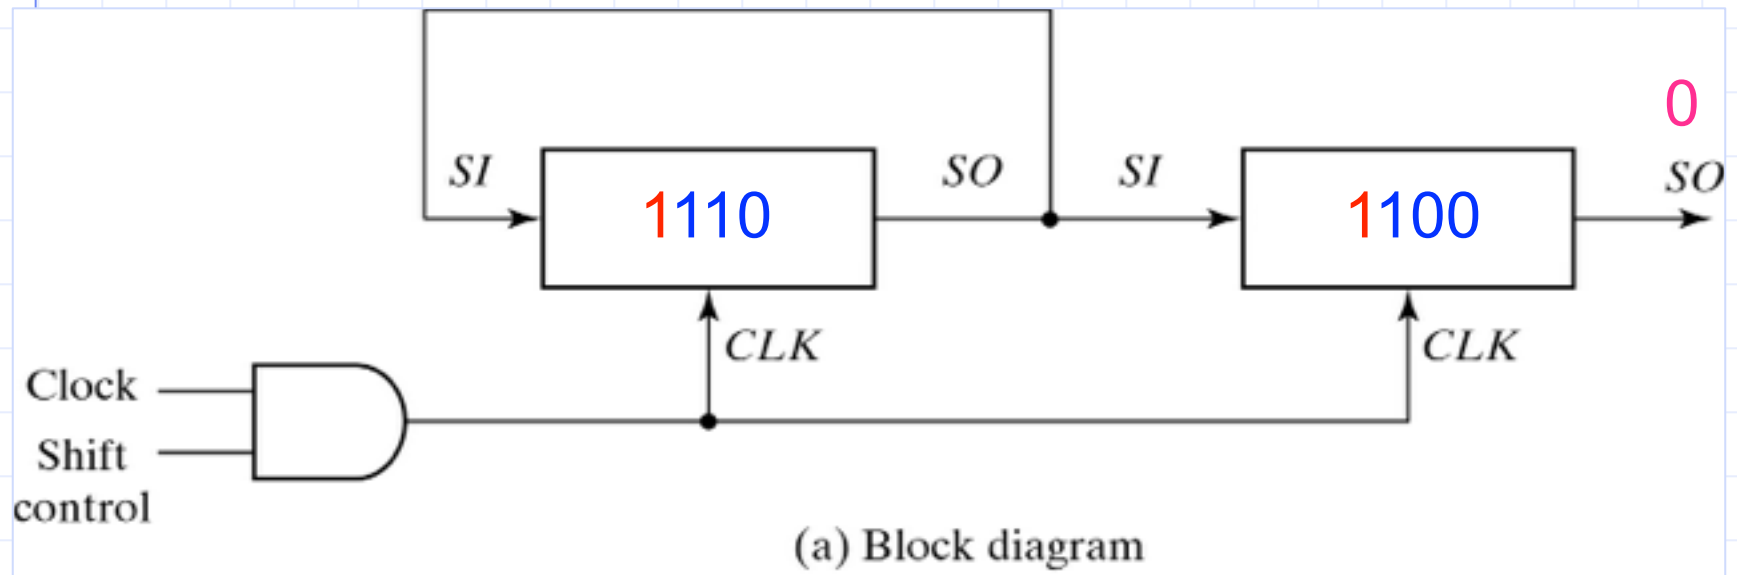 0
SI
1110
SO
SI
1100
SO
CLK
CLK
Clock
Shift
control
(a) Block diagram